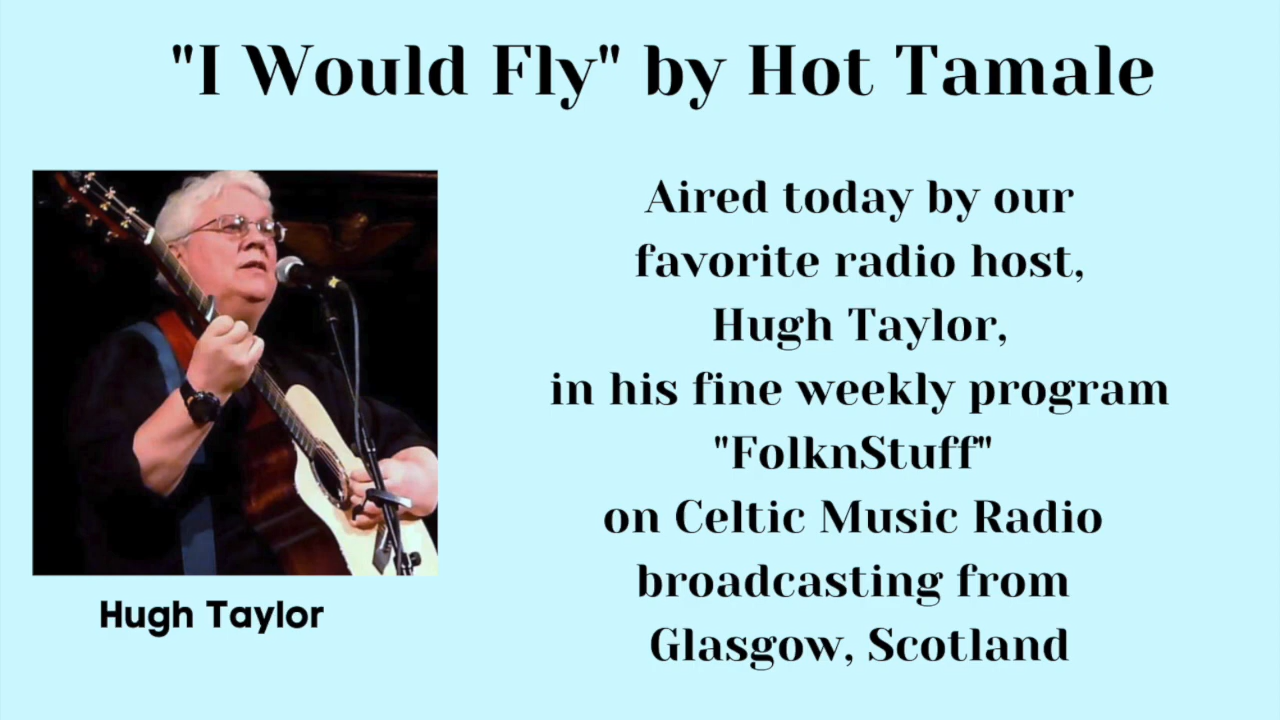 "I Would Fly" by Hot Tamale
Aired today by our
favorite radio host,
Hugh Taylor,
in his fine weekly program
"FolknStuff"
on Celtic Music Radio
broadcasting from
Glasgow, Scotland
Hugh Taylor